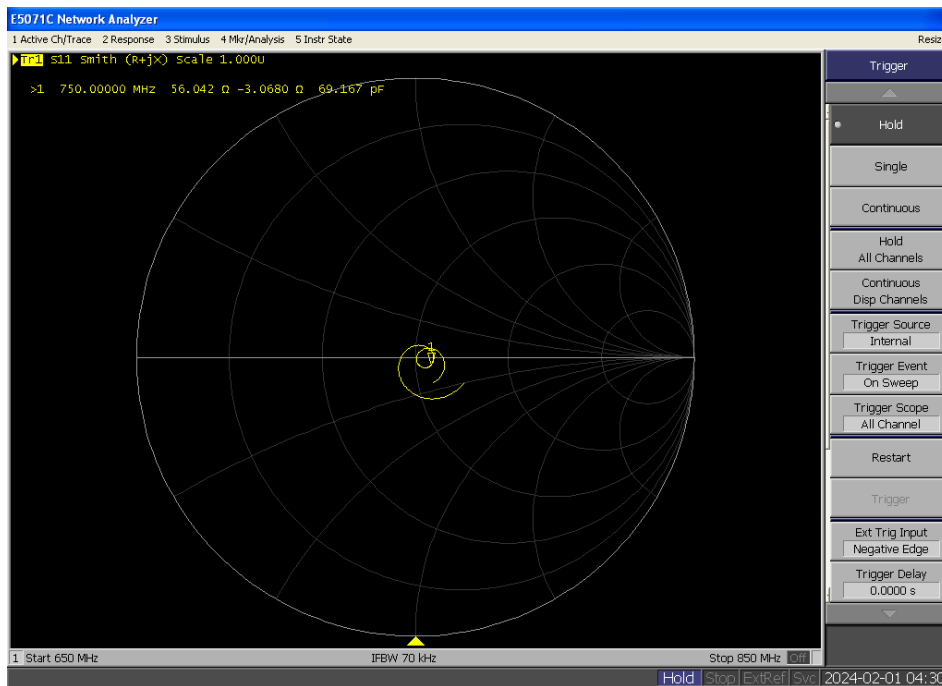 E5071C Network Analyzer
1 Active Ch/Trace 2 Response 3 Stimulus 4 Mkr/Analysis 5 Instr State
Resiz
Tr1 S11 Smith (R+jX) Scale 1.000U
>1 750.00000 MHz 56.042 Ω -3.0680 Ω 69.167 pF
1
Trigger
Hold
Single
Continuous
Hold
All Channels
Continuous
Disp Channels
Trigger Source
Internal
Trigger Event
On Sweep
Trigger Scope
All Channel
Restart
Trigger
Ext Trig Input
Negative Edge
Trigger Delay
0.0000 s
1 Start 650 MHz IFBW 70 kHz Stop 850 MHz Off
Hold Stop ExtRef Svc 2024-02-01 04:30